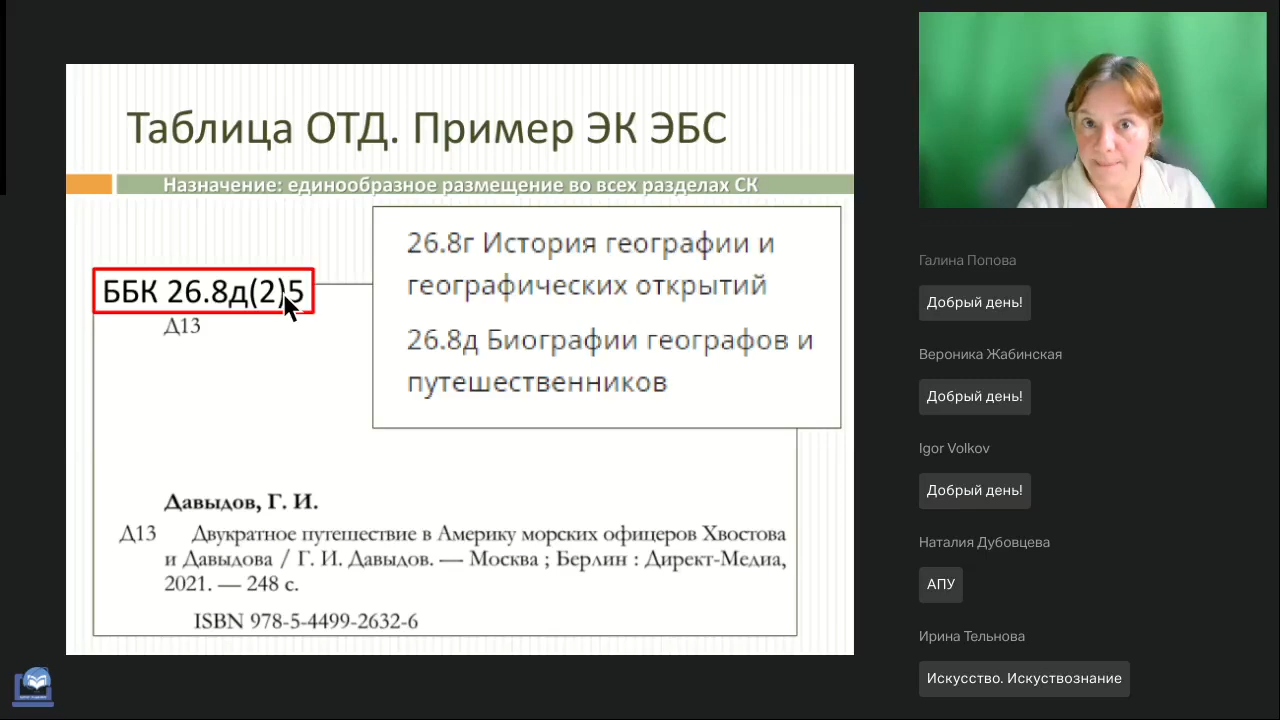 Таблица ОТД. Пример ЭК ЭБС
Назначение: единообразное размещение во всех разделах СК
26.8г История географии и
географических открытий
26.8д Биографии географов и
путешественников
ББК 26.8д(2)5
Д13
Давыдов, Г. И.
Д13 Двукратное путешествие в Америку морских офицеров Хвостова
и Давыдова / Г. И. Давыдов. — Москва ; Берлин : Директ-Медиа,
2021. — 248 с.
ISBN 978-5-4499-2632-6
Галина Попова
Добрый день!
Вероника Жабинская
Добрый день!
Igor Volkov
Добрый день!
Наталия Дубовцева
АПУ
Ирина Тельнова
Искусство. Искуствознание